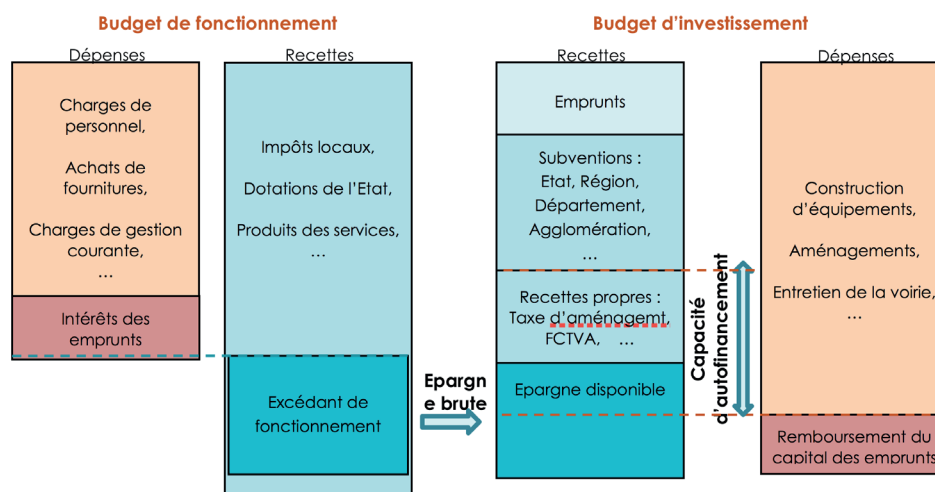 Budget de fonctionnement
Dépenses
Charges de
personnel,
Achats de
fournitures,
Charges de gestion
courante,
...
Intérêts des
emprunts
Recettes
Impôts locaux,
Dotations de l'Etat,
Produits des services,
...
Excédant de
fonctionnement
Epargn
e brute
Budget d'investissement
Recettes
Emprunts
Subventions :
Etat, Région,
Département,
Agglomération,
...
Recettes propres :
Taxe d'aménagemt,
FCTVA, ...
Epargne disponible
Capacité
d'autofinancement
Dépenses
Construction
d'équipements,
Aménagements,
Entretien de la voirie,
...
Remboursement du
capital des emprunts